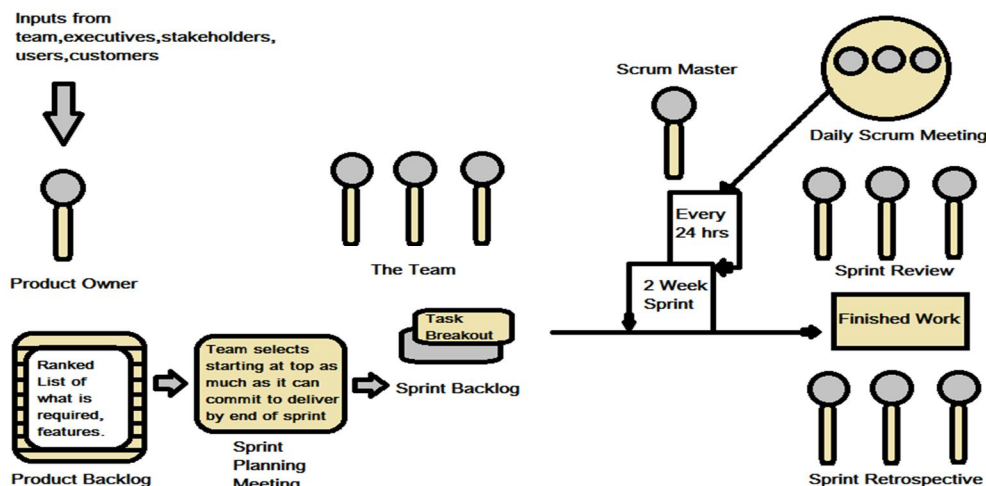 Inputs from
team,executives,stakeholders,
users,customers
Product Owner
The Team
Scrum Master
Daily Scrum Meeting
Every
24 hrs
2 Week
Sprint
Sprint Review
Finished Work
Ranked
List of
what is
required,
features.
Product Backlog
Team selects
starting at top as
much as it can
commit to deliver
by end of sprint
Sprint
Planning
Meeting
Task
Breakout
Sprint Backlog
Sprint Retrospective